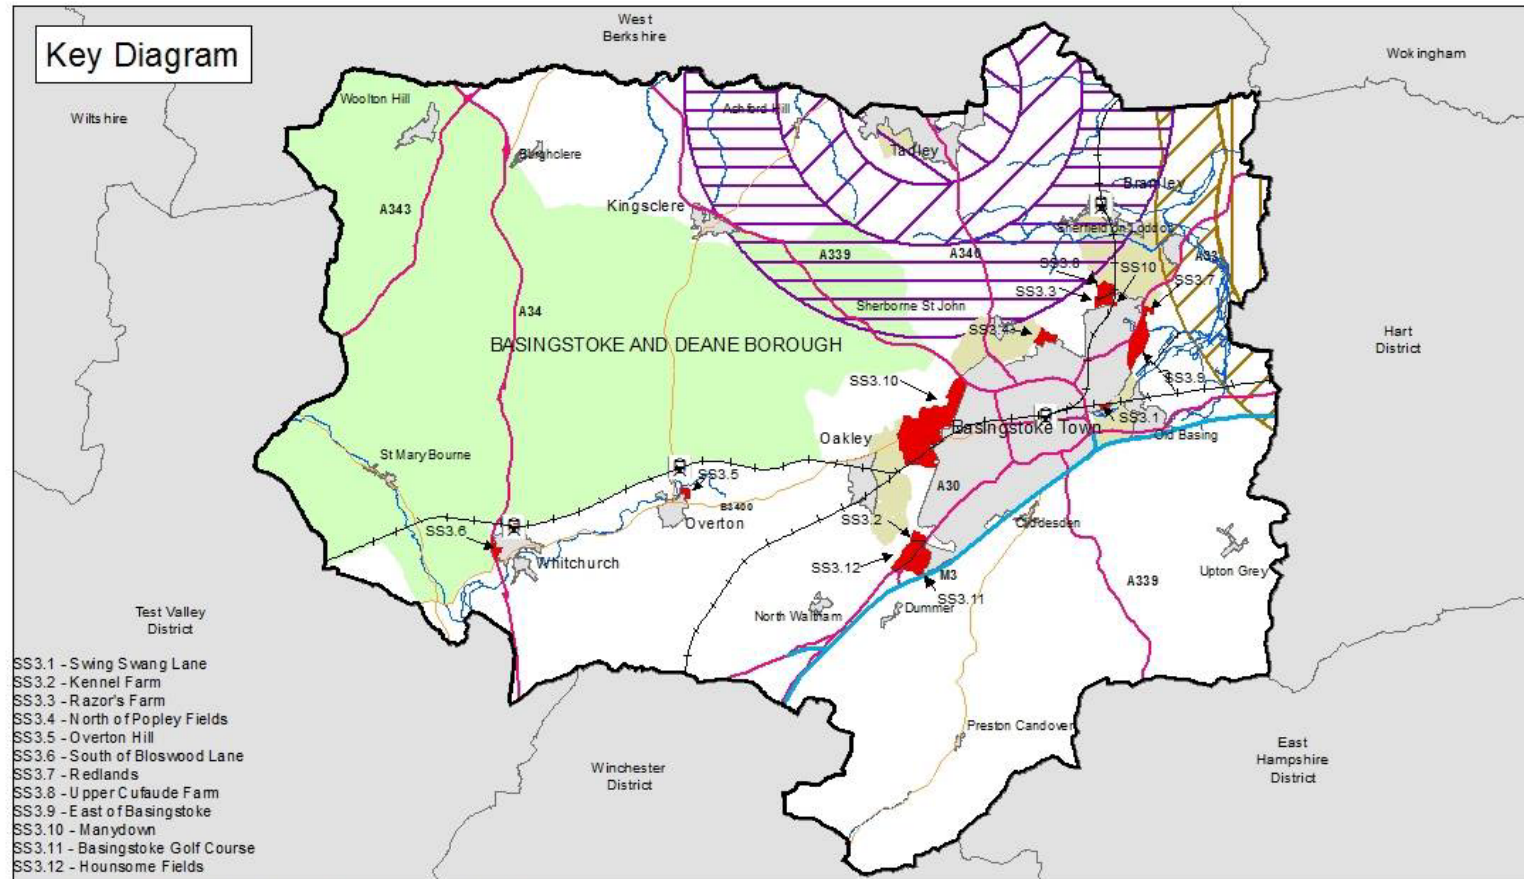 Key Diagram
West
Berkshire
Wokingham
Wiltshire
Woolton Hill
Ashford Hill
Burghclere
Tadley
Bramley
A343
Kingsclere
Sherfield on Loddon
A339
A340
A33
SS3.8
SS10
SS3.7
SS3.3
Sherborne St John
A34
SS3.4
Hart
District
BASINGSTOKE AND DEANE BOROUGH
SS3.10
SS3.9
SS3.1
Basingstoke Town
Oakley
Old Basing
St Mary Bourne
SS3.5
A30
B3400
Overton
SS3.2
Cliddesden
SS3.6
Whitchurch
SS3.12
M3
Upton Grey
A339
SS3.11
Dummer
North Waltham
Test Valley
District
SS3.1 - Swing Swang Lane
SS3.2 - Kennel Farm
SS3.3 - Razor's Farm
SS3.4 - North of Popley Fields
SS3.5 - Overton Hill
SS3.6 - South of Bloswood Lane
SS3.7 - Redlands
SS3.8 - Upper Cufaude Farm
SS3.9 - East of Basingstoke
SS3.10 - Manydown
SS3.11 - Basingstoke Golf Course
SS3.12 - Hounsome Fields
Preston Candover
Winchester
District
East
Hampshire
District